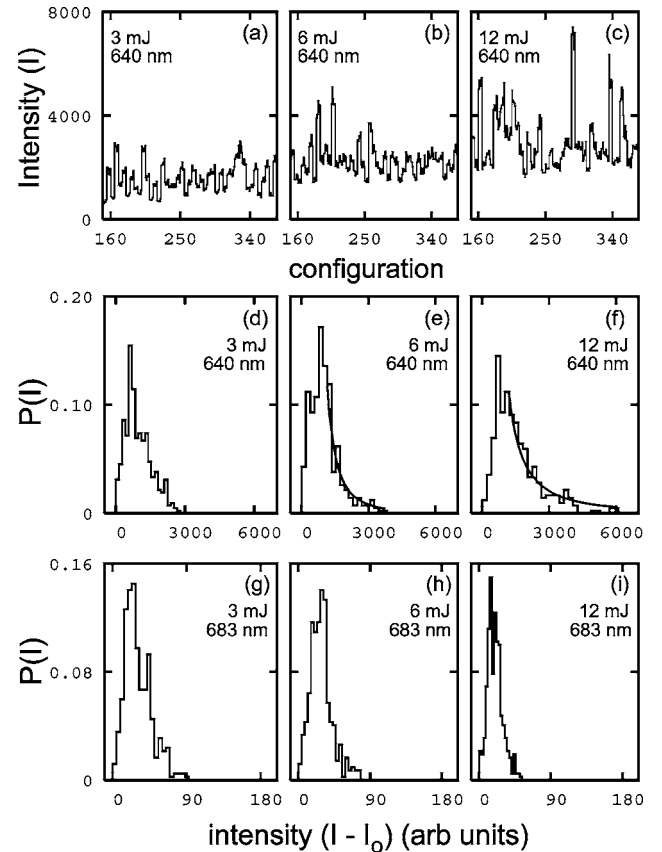 8000
4000
0
Intensity (I)
3 mJ
640 nm
(a)
6 mJ
640 nm
(b)
12 mJ
640 nm
(c)
160 250 340
160 250 340
160 250 340
configuration
0.20
0.10
0
P(I)
(d)
3 mJ
640 nm
(e)
6 mJ
640 nm
(f)
12 mJ
640 nm
0 3000 6000
0 3000 6000
0 3000 6000
0.16
0.08
0
P(I)
(g)
3 mJ
683 nm
(h)
6 mJ
683 nm
(i)
12 mJ
683 nm
0 90 180
0 90 180
0 90 180
intensity (I - I₀) (arb units)